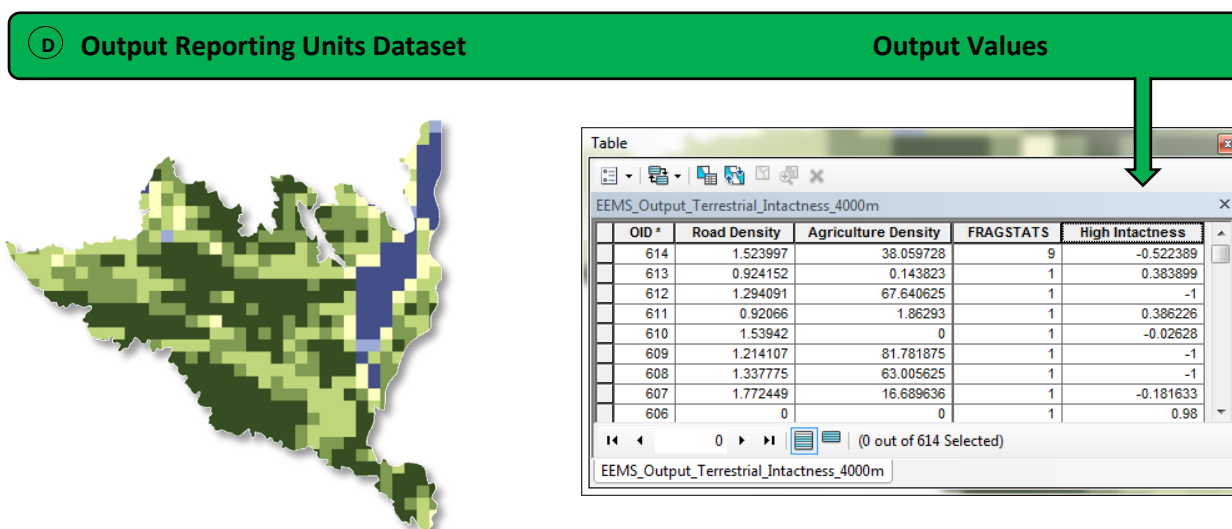 D Output Reporting Units Dataset Output Values
Table
EEMS_Output_Terrestrial_Intactness_4000m
OID * Road Density Agriculture Density FRAGSTATS High Intactness
614 1.523997 38.059728 9 -0.522389
613 0.924152 0.143823 1 0.383899
612 1.294091 67.640625 1 -1
611 0.92066 1.86293 1 0.386226
610 1.53942 0 1 -0.02628
609 1.214107 81.781875 1 -1
608 1.337775 63.005625 1 -1
607 1.772449 16.689636 1 -0.181633
606 0 0 1 0.98
0 (0 out of 614 Selected)
EEMS_Output_Terrestrial_Intactness_4000m